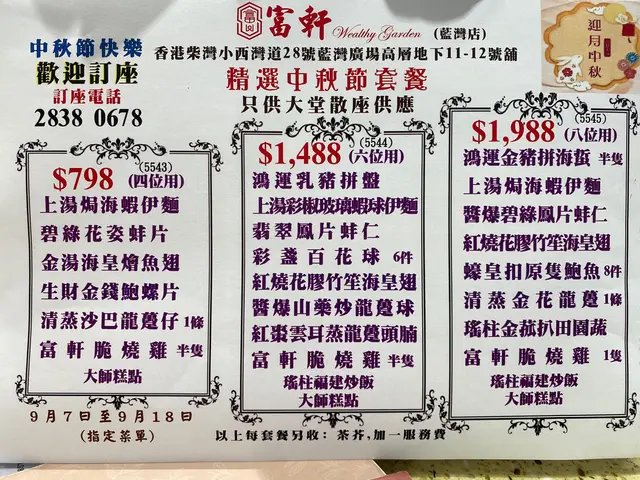 富軒 Wealthy Garden (藍灣店)
香港柴灣小西灣道28號藍灣廣場高層地下11-12號舖
中秋節快樂
歡迎訂座
訂座電話
2838 0678
精選中秋節套餐
只供大堂散座供應
迎月中秋
(5543)
$798 (四位用)
上湯焗海蝦伊麵
碧綠花姿蚌片
金湯海皇燴魚翅
生財金錢鮑螺片
清蒸沙巴龍躉仔 1條
富軒脆燒雞 半隻
大師糕點
(5544)
$1,488 (六位用)
鴻運乳豬拼盤
上湯彩椒玻璃蝦球伊麵
翡翠鳳片蚌仁
彩盞百花球 6件
紅燒花膠竹笙海皇翅
醬爆山藥炒龍躉球
紅棗雲耳蒸龍躉頭腩
富軒脆燒雞 半隻
瑤柱福建炒飯
大師糕點
(5545)
$1,988 (八位用)
鴻運金豬拼海蜇 半隻
上湯焗海蝦伊麵
醬爆碧綠鳳片蚌仁
紅燒花膠竹笙海皇翅
蠔皇扣原隻鮑魚 8件
清蒸金花龍躉 1條
瑤柱金菇扒田園蔬
富軒脆燒雞 1隻
瑤柱福建炒飯
大師糕點
9月7日至9月18日
(指定菜單)
以上每套餐另收：茶芥,加一服務費